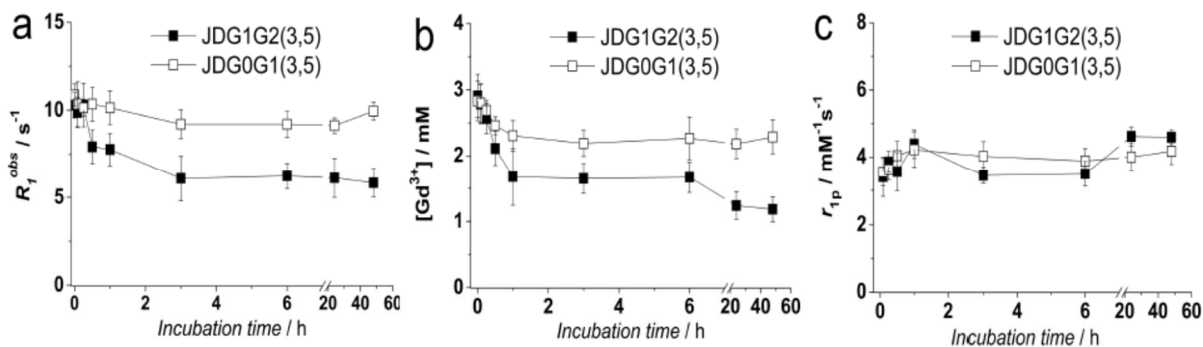 a
15
10
5
0
R₁ᵒᵇˢ / s⁻¹
JDG1G2(3,5)
JDG0G1(3,5)
0 2 4 6 20 40 60
Incubation time / h
b
4
3
2
1
0
[Gd³⁺] / mM
JDG1G2(3,5)
JDG0G1(3,5)
0 2 4 6 20 40 60
Incubation time / h
c
8
6
4
2
0
r₁ₚ / mM⁻¹s⁻¹
JDG1G2(3,5)
JDG0G1(3,5)
0 2 4 6 20 40 60
Incubation time / h